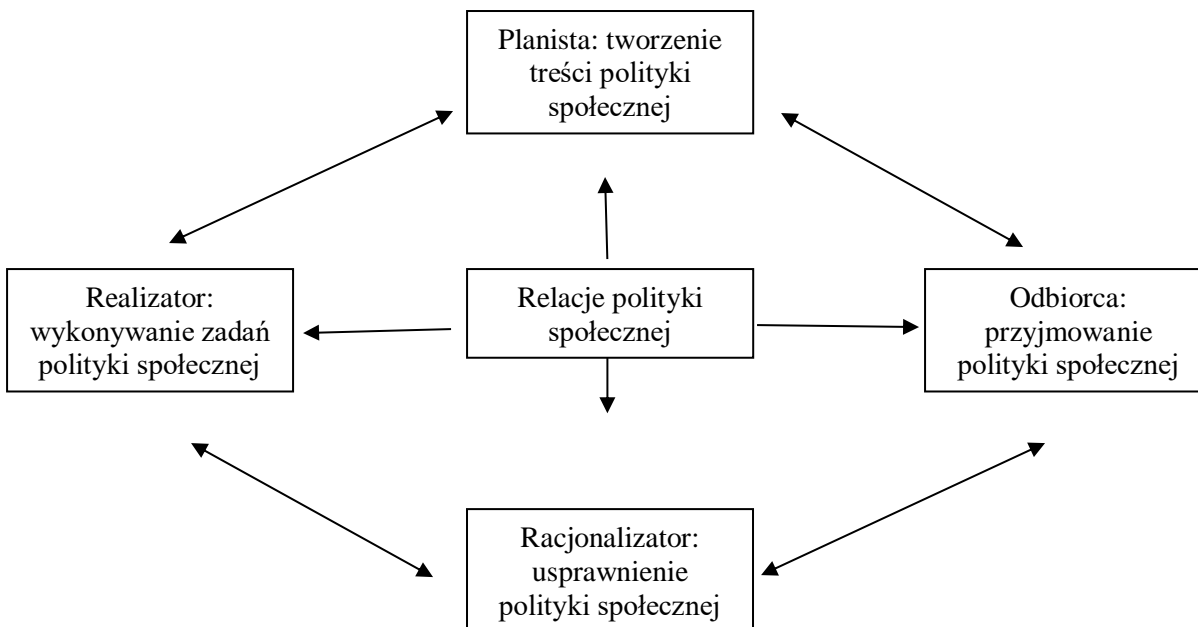 Planista: tworzenie
treści polityki
społecznej
Realizator:
wykonywanie zadań
polityki społecznej
Relacje polityki
społecznej
Odbiorca:
przyjmowanie
polityki społecznej
Racjonalizator:
usprawnienie
polityki społecznej